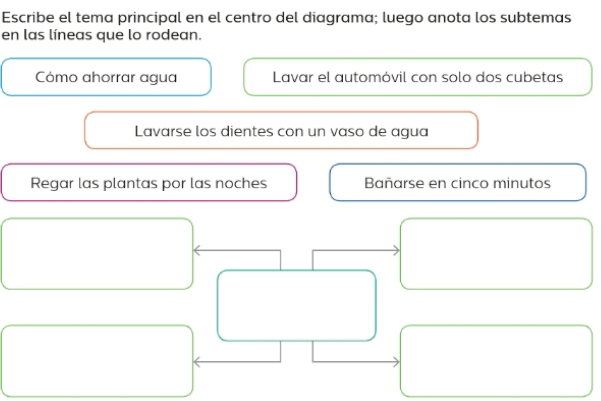 Escribe el tema principal en el centro del diagrama; luego anota los subtemas
en las líneas que lo rodean.
Cómo ahorrar agua
Lavar el automóvil con solo dos cubetas
Lavarse los dientes con un vaso de agua
Regar las plantas por las noches
Bañarse en cinco minutos